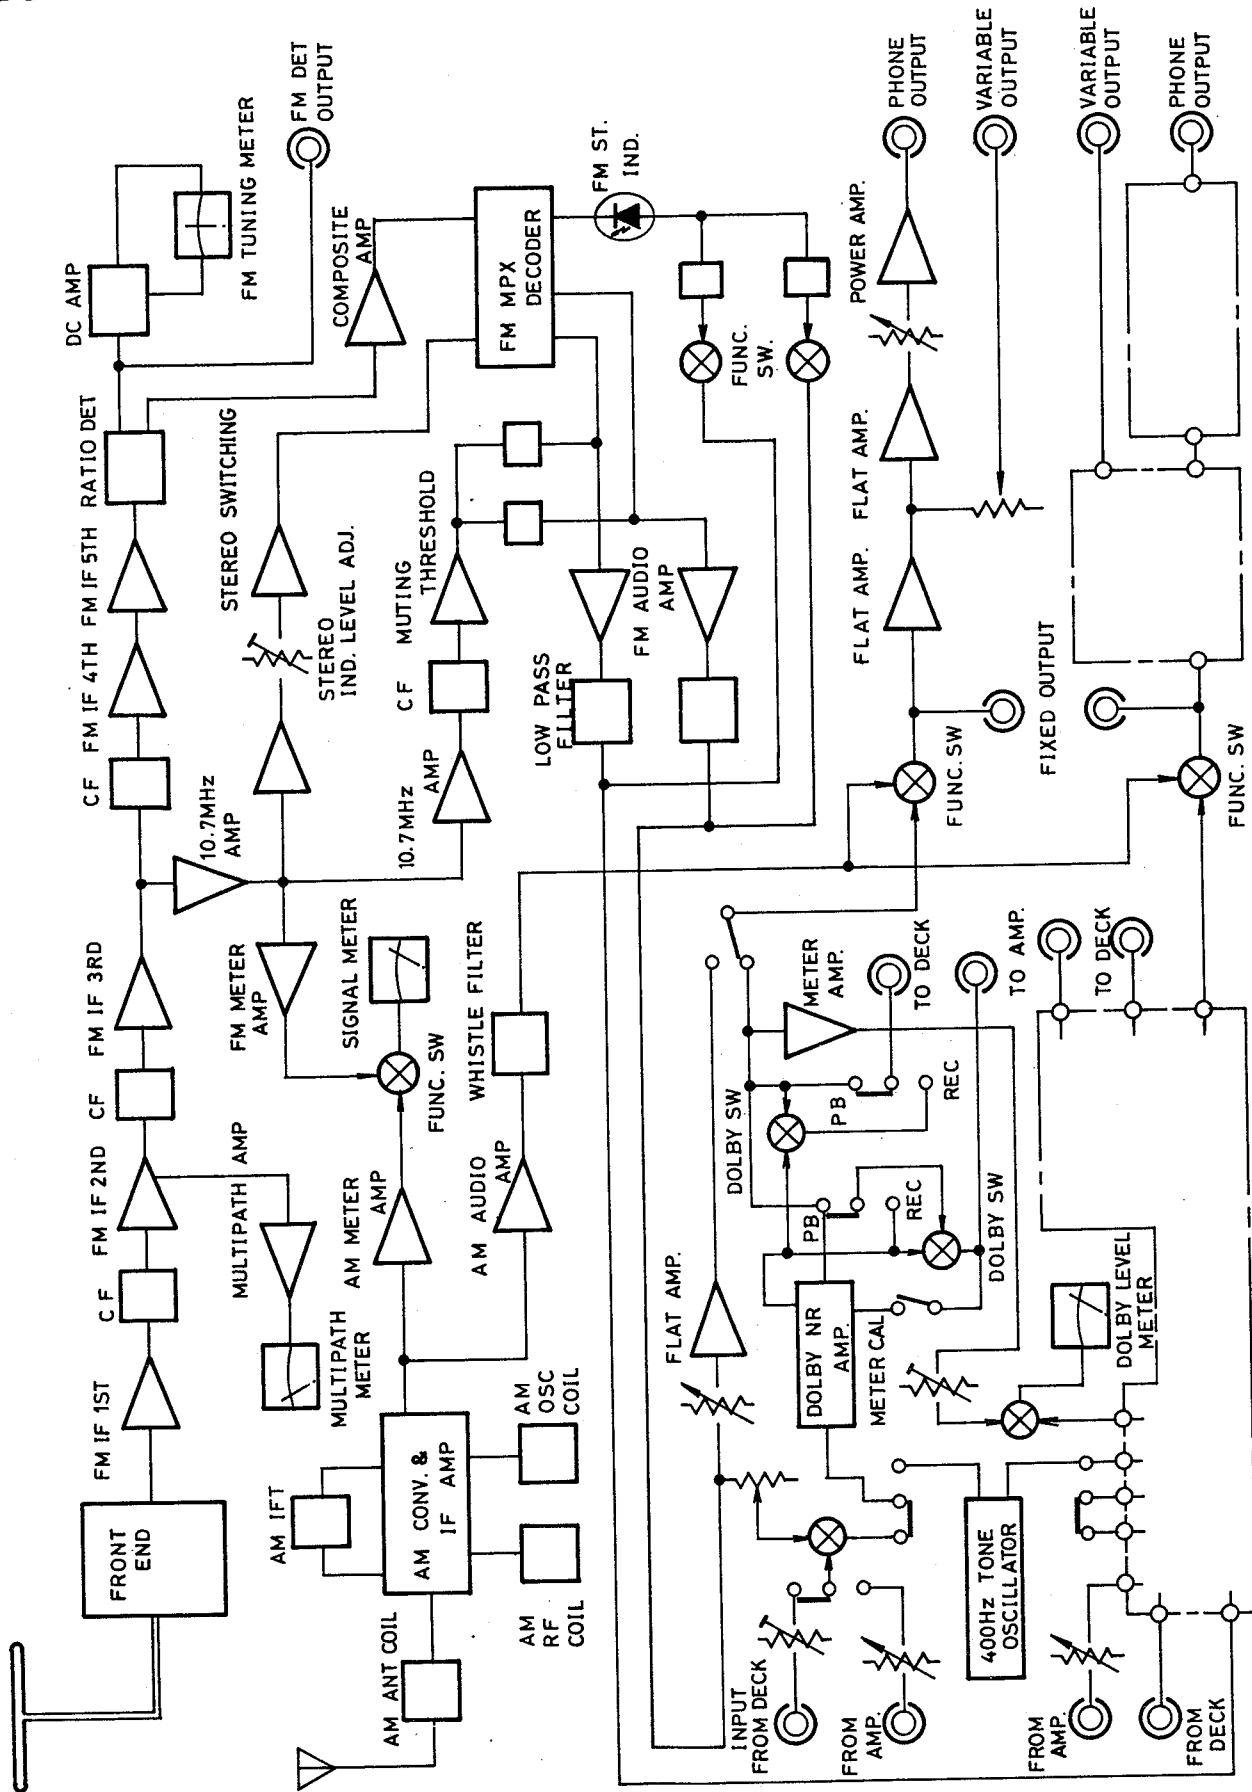 FRONT
END
FM IF 1ST
CF
FM IF 2ND
CF
FM IF 3RD
CF
FM IF 4TH
FM IF 5TH
RATIO DET
DC AMP
FM TUNING METER
FM DET
OUTPUT
MULTIPATH AMP
MULTIPATH
METER
10.7MHz
AMP
FM METER
AMP
SIGNAL METER
FUNC. SW
STEREO
IND. LEVEL ADJ.
STEREO SWITCHING
COMPOSITE
AMP
FM MPX
DECODER
FM ST.
IND.
10.7MHz
AMP
CF
MUTING
THRESHOLD
AM IFT
AM CONV. &
IF AMP
AM ANT COIL
AM
RF
COIL
AM
OSC
COIL
AM METER
AMP
AM AUDIO
AMP
WHISTLE FILTER
LOW PASS
FILTER
FM AUDIO
AMP
FUNC.
SW.
INPUT
FROM DECK
FROM
AMP.
FLAT AMP.
DOLBY NR
AMP.
METER CAL
DOLBY SW
PB
REC
DOLBY SW
PB
REC
METER
AMP.
TO DECK
TO AMP.
TO DECK
FUNC. SW
FIXED OUTPUT
FUNC. SW
FLAT AMP.
FLAT AMP.
POWER AMP.
PHONE
OUTPUT
VARIABLE
OUTPUT
VARIABLE
OUTPUT
PHONE
OUTPUT
400Hz TONE
OSCILLATOR
DOLBY LEVEL
METER
FROM
AMP.
FROM
DECK